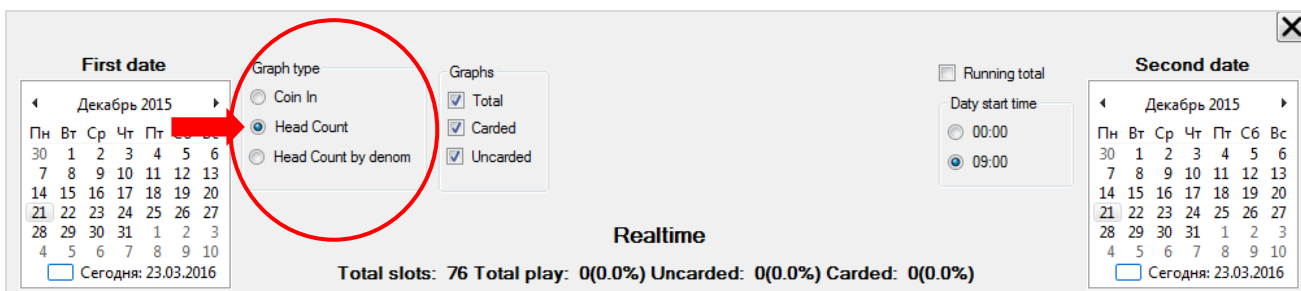 First date
Декабрь 2015
Пн Вт Ср Чт Пт Сб Вс
30 1 2 3 4 5 6
7 8 9 10 11 12 13
14 15 16 17 18 19 20
21 22 23 24 25 26 27
28 29 30 31 1 2 3
4 5 6 7 8 9 10
Сегодня: 23.03.2016
Graph type
Coin In
Head Count
Head Count by denom
Graphs
Total
Carded
Uncarded
Running total
Daty start time
00:00
09:00
Second date
Декабрь 2015
Пн Вт Ср Чт Пт Сб Вс
30 1 2 3 4 5 6
7 8 9 10 11 12 13
14 15 16 17 18 19 20
21 22 23 24 25 26 27
28 29 30 31 1 2 3
4 5 6 7 8 9 10
Сегодня: 23.03.2016
Realtime
Total slots: 76 Total play: 0(0.0%) Uncarded: 0(0.0%) Carded: 0(0.0%)